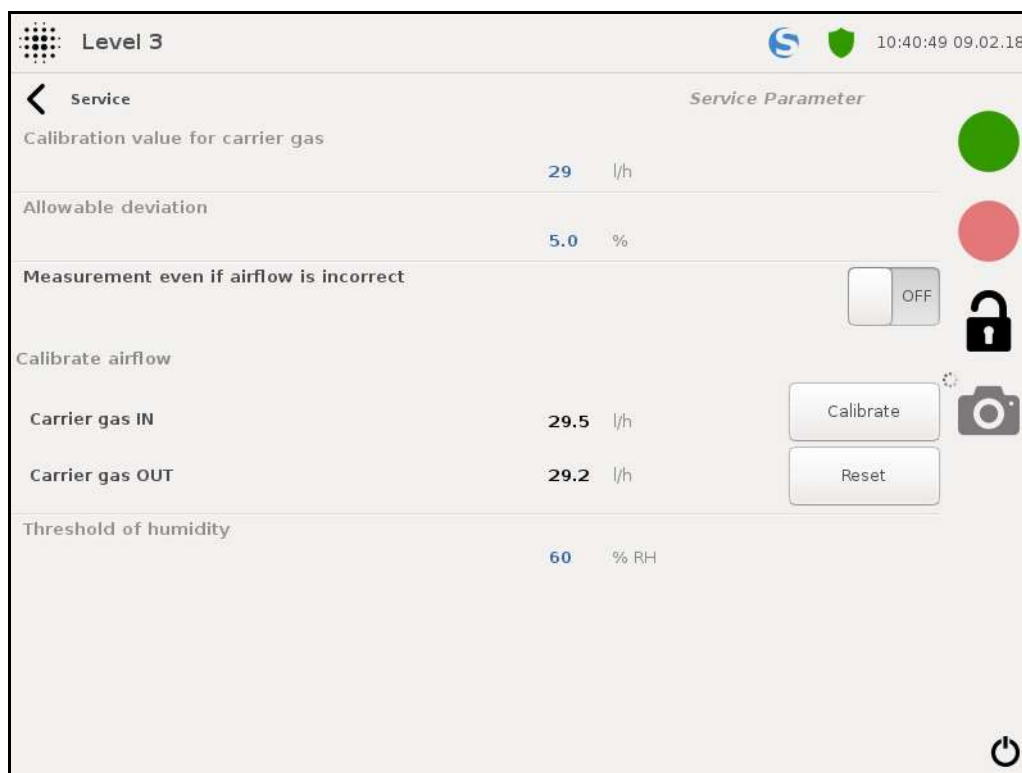 Level 3
10:40:49 09.02.18
Service
Service Parameter
Calibration value for carrier gas
29 l/h
Allowable deviation
5.0 %
Measurement even if airflow is incorrect
OFF
Calibrate airflow
Carrier gas IN 29.5 l/h Calibrate
Carrier gas OUT 29.2 l/h Reset
Threshold of humidity
60 % RH